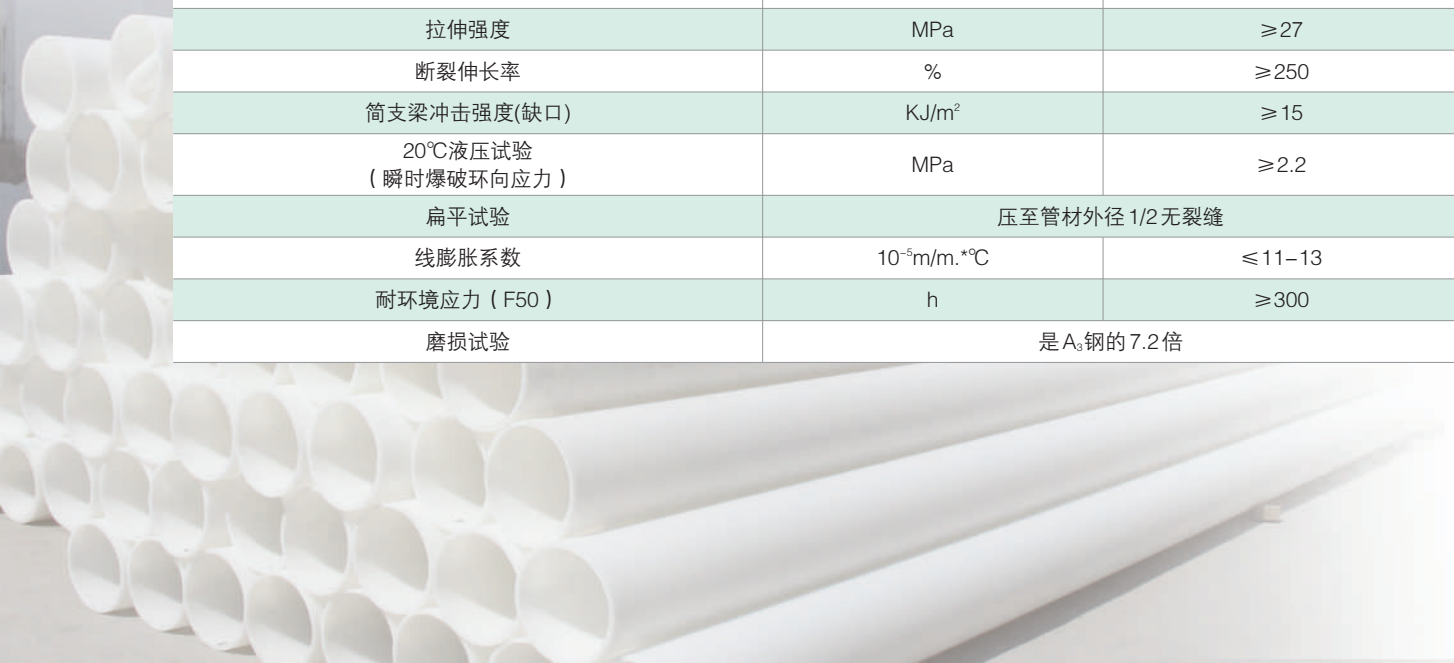 拉伸强度 MPa ≥27
断裂伸长率 % ≥250
简支梁冲击强度(缺口) KJ/m² ≥15
20℃液压试验
（瞬时爆破环向应力） MPa ≥2.2
扁平试验 压至管材外径1/2无裂缝
线膨胀系数 10⁻⁵m/m.*℃ ≤11–13
耐环境应力（F50） h ≥300
磨损试验 是A₃钢的7.2倍